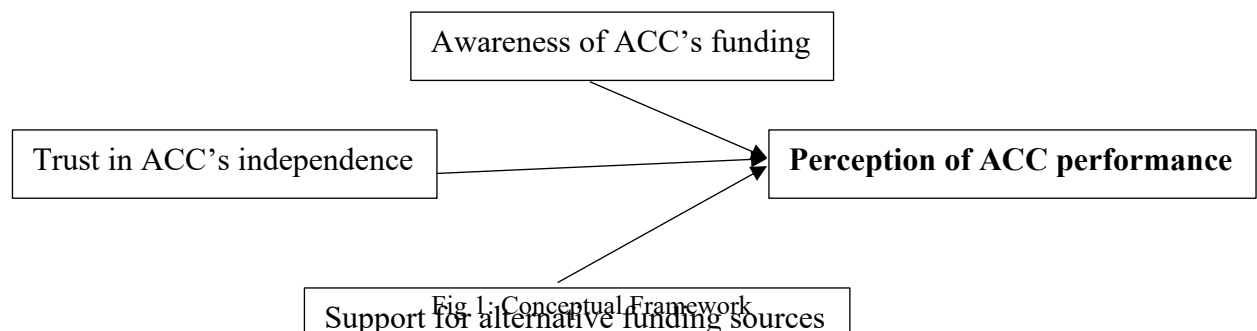 Awareness of ACC’s funding
Trust in ACC’s independence
Perception of ACC performance
Fig. 1: Conceptual Framework
Support for alternative funding sources